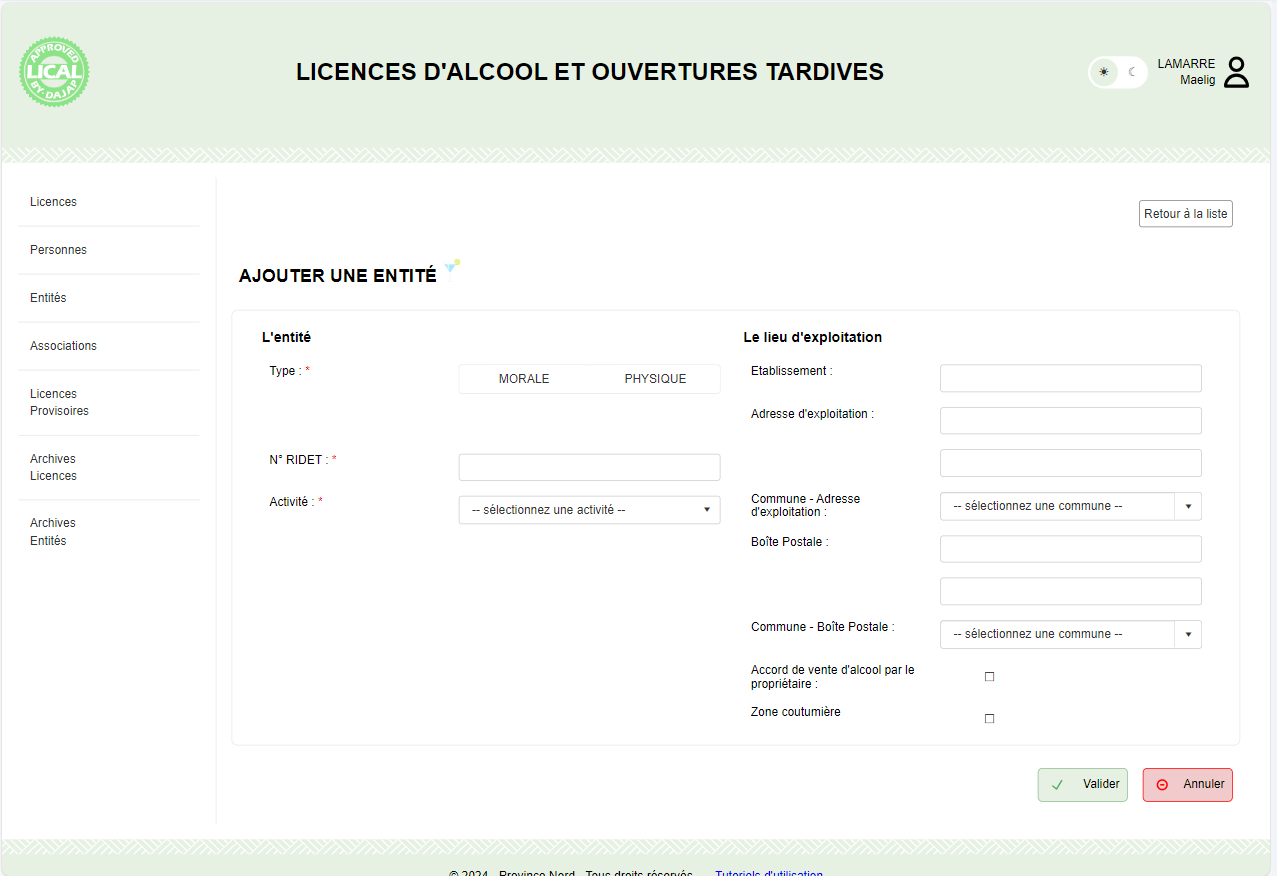 APPROVED
LICAL
BY DAJAP
LICENCES D'ALCOOL ET OUVERTURES TARDIVES
LAMARRE
Maelig
Licences
Personnes
Entités
Associations
Licences
Provisoires
Archives
Licences
Archives
Entités
Retour à la liste
AJOUTER UNE ENTITÉ
L'entité
Type : *
MORALE PHYSIQUE
N° RIDET : *
Activité : *
-- sélectionnez une activité --
Le lieu d'exploitation
Etablissement :
Adresse d'exploitation :
Commune - Adresse
d'exploitation :
-- sélectionnez une commune --
Boîte Postale :
Commune - Boîte Postale :
-- sélectionnez une commune --
Accord de vente d'alcool par le
propriétaire :
Zone coutumière
Valider
Annuler
© 2024 - Province Nord - Tous droits réservés - Tutoriels d'utilisation